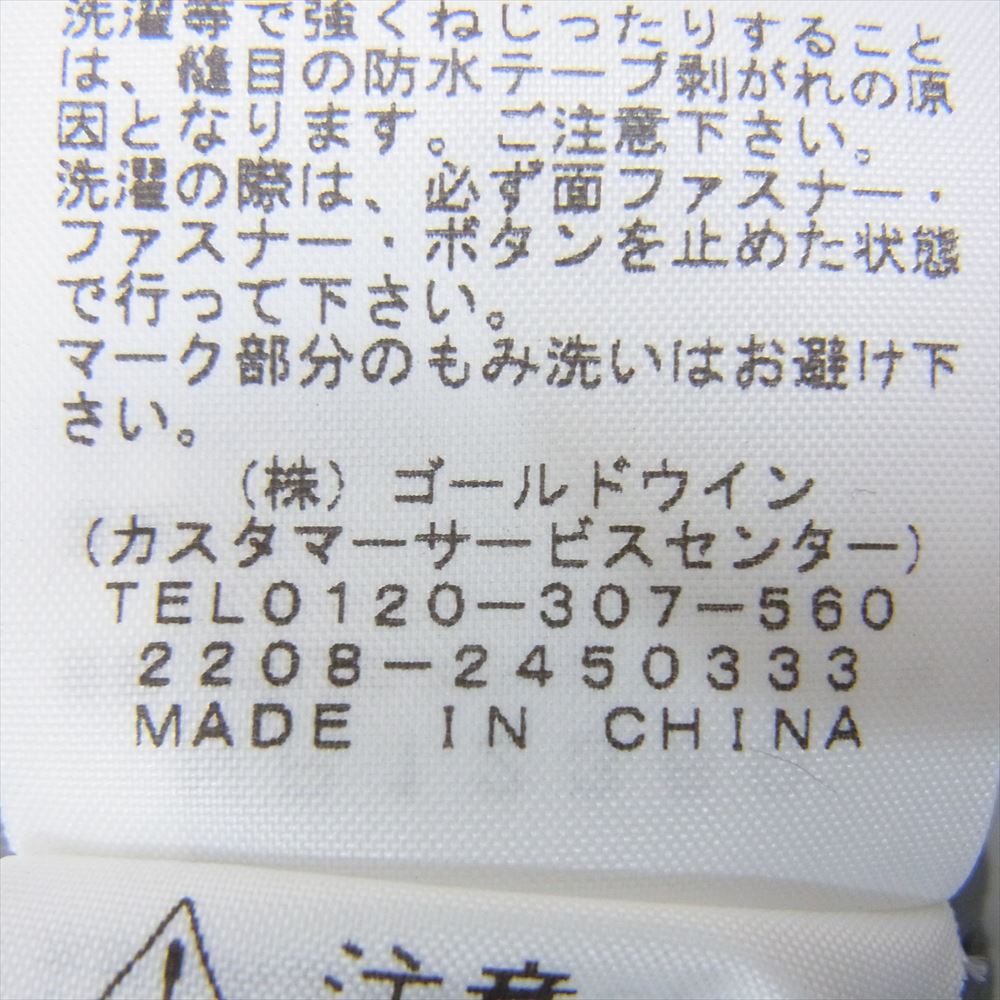 洗濯等で強くねじったりすること
は、縫目の防水テープ剥がれの原
因となります。ご注意下さい。
洗濯の際は、必ず面ファスナー・
ファスナー・ボタンを止めた状態
で行って下さい。
マーク部分のもみ洗いはお避け下
さい。
(株) ゴールドウイン
(カスタマーサービスセンター)
TEL0120-307-560
2208-2450333
MADE IN CHINA
注意